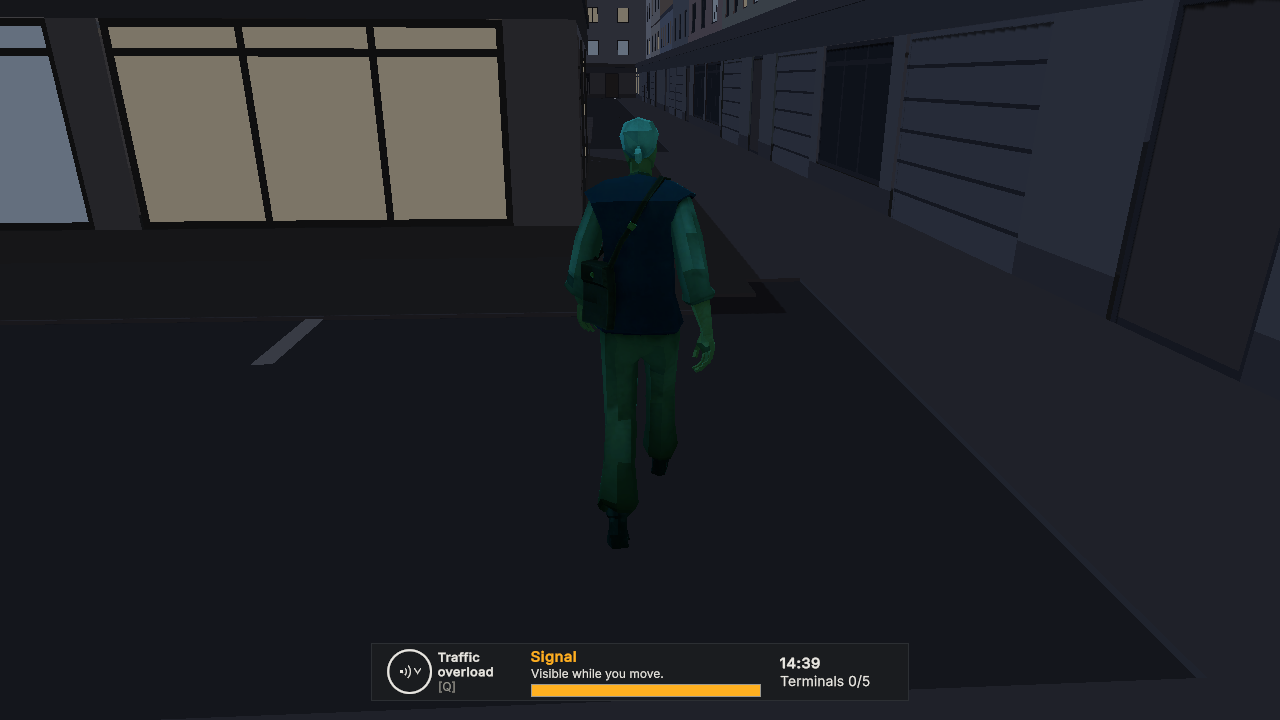 Traffic
overload
[Q]
Signal
Visible while you move.
14:39
Terminals 0/5